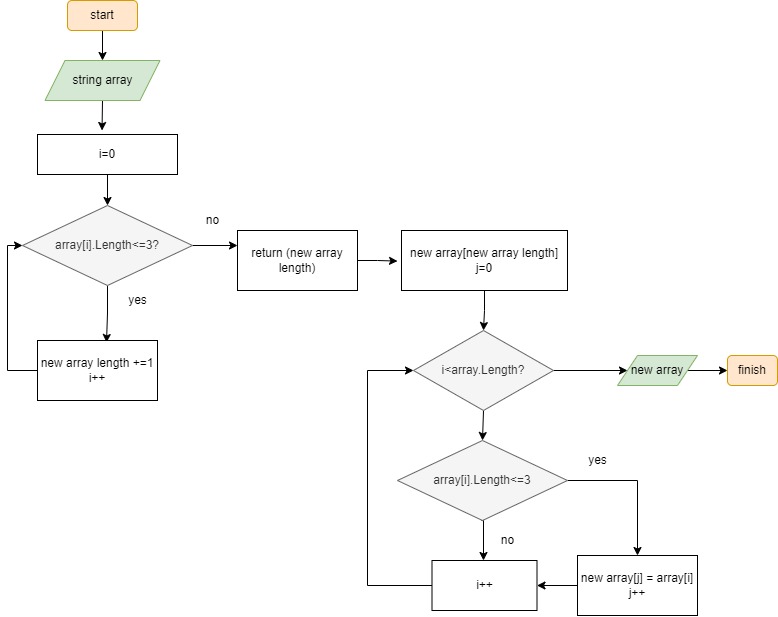 start
string array
i=0
array[i].Length<=3?
no
yes
new array length +=1
i++
return (new array
length)
new array[new array length]
j=0
i<array.Length?
new array
finish
array[i].Length<=3
yes
no
i++
new array[j] = array[i]
j++